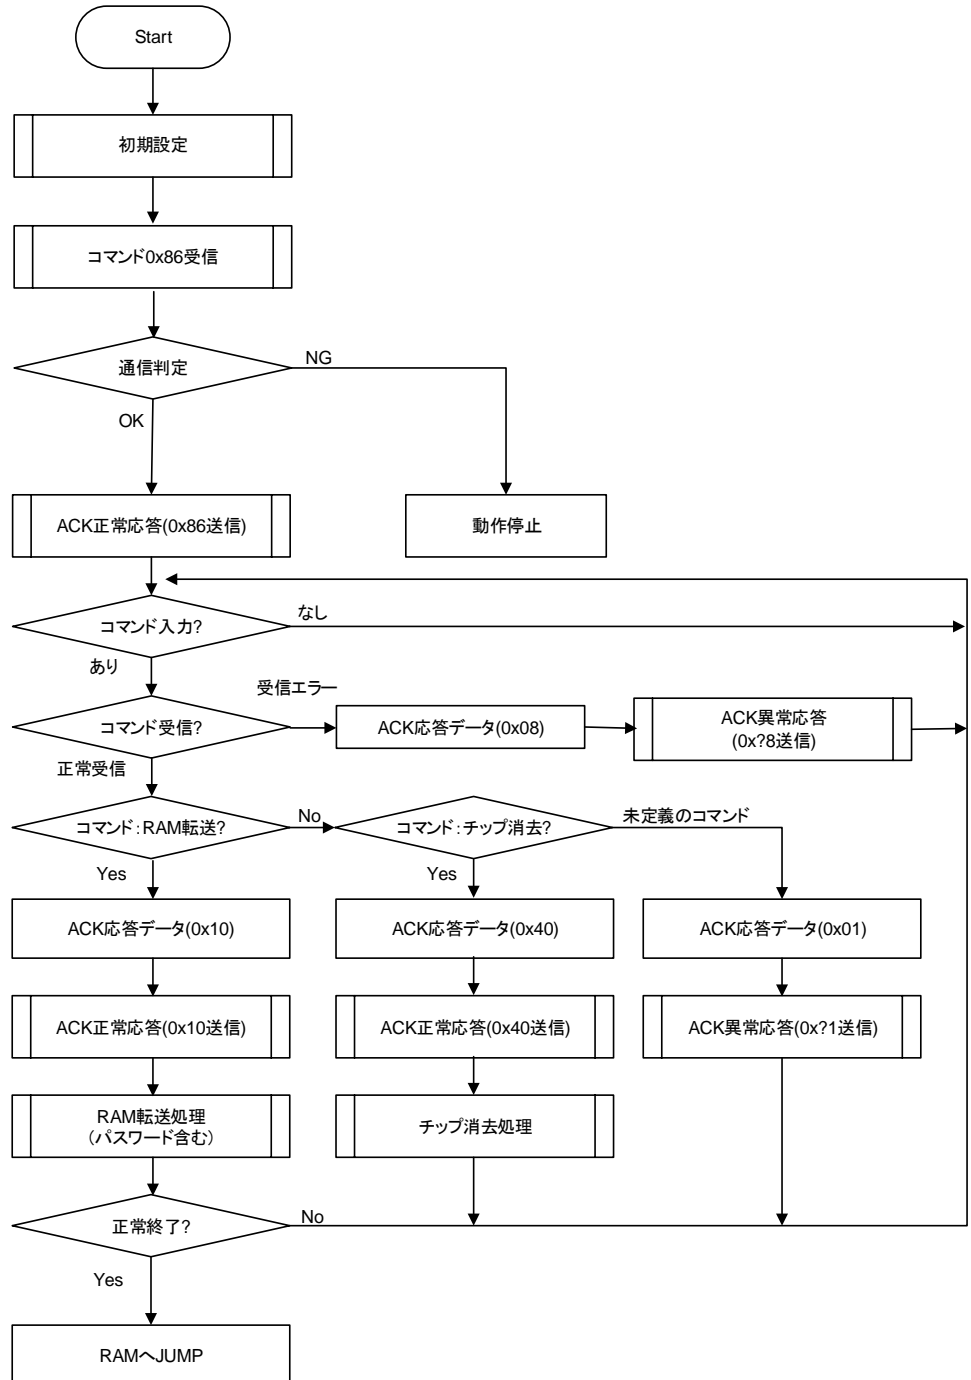 Start
初期設定
コマンド0x86受信
通信判定
NG
OK
ACK正常応答(0x86送信)
動作停止
コマンド入力?
なし
あり
受信エラー
コマンド受信?
ACK応答データ(0x08)
ACK異常応答
(0x?8送信)
正常受信
コマンド:RAM転送?
No
コマンド:チップ消去?
未定義のコマンド
Yes
Yes
ACK応答データ(0x10)
ACK応答データ(0x40)
ACK応答データ(0x01)
ACK正常応答(0x10送信)
ACK正常応答(0x40送信)
ACK異常応答(0x?1送信)
RAM転送処理
(パスワード含む)
チップ消去処理
正常終了?
No
Yes
RAMへJUMP